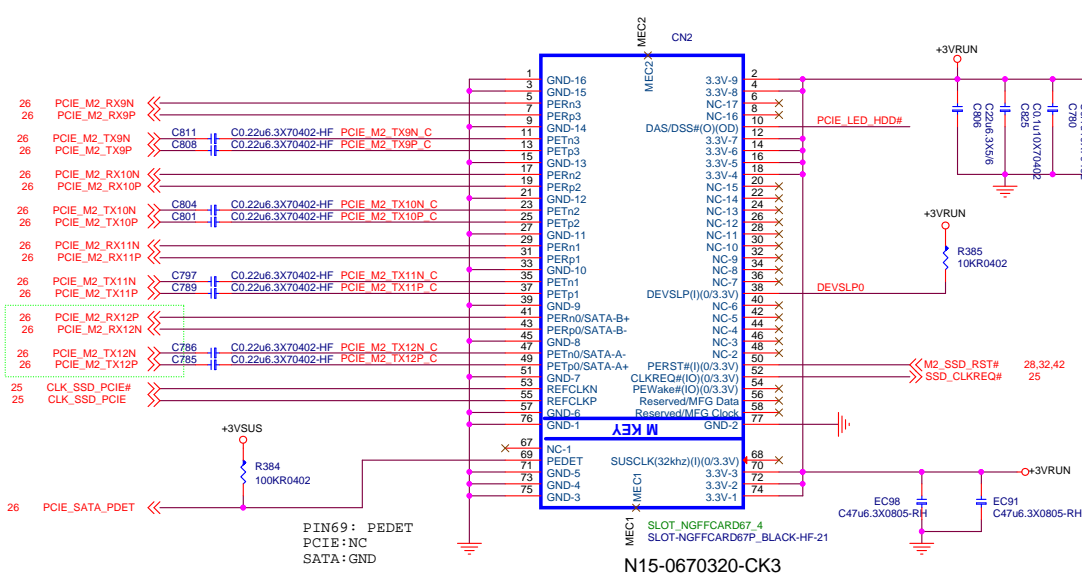 MEC2
CN2
+3VRUN
MEC2
1 GND-16 3.3V-9 2
3 GND-15 3.3V-8 4
26 PCIE_M2_RX9N 5 PERn3 NC-17 6
26 PCIE_M2_RX9P 7 PERp3 NC-16 8
9 GND-14 DAS/DSS#(O)(OD) 10 PCIE_LED_HDD#
26 PCIE_M2_TX9N C811 C0.22u6.3X70402-HF PCIE_M2_TX9N_C 11 PETn3 3.3V-7 12
26 PCIE_M2_TX9P C808 C0.22u6.3X70402-HF PCIE_M2_TX9P_C 13 PETp3 3.3V-6 14
15 GND-13 3.3V-5 16
26 PCIE_M2_RX10N 17 PERn2 3.3V-4 18
26 PCIE_M2_RX10P 19 PERp2 NC-15 20
21 GND-12 NC-14 22
26 PCIE_M2_TX10N C804 C0.22u6.3X70402-HF PCIE_M2_TX10N_C 23 PETn2 NC-13 24
26 PCIE_M2_TX10P C801 C0.22u6.3X70402-HF PCIE_M2_TX10P_C 25 PETp2 NC-12 26
27 GND-11 NC-11 28
26 PCIE_M2_RX11N 29 PERn1 NC-10 30
26 PCIE_M2_RX11P 31 PERp1 NC-9 32
33 GND-10 NC-8 34
26 PCIE_M2_TX11N C797 C0.22u6.3X70402-HF PCIE_M2_TX11N_C 35 PETn1 NC-7 36
26 PCIE_M2_TX11P C789 C0.22u6.3X70402-HF PCIE_M2_TX11P_C 37 PETp1 DEVSLP(I)(0/3.3V) 38 DEVSLP0
39 GND-9 NC-6 40
26 PCIE_M2_RX12P 41 PERn0/SATA-B+ NC-5 42
26 PCIE_M2_RX12N 43 PERp0/SATA-B- NC-4 44
45 GND-8 NC-3 46
26 PCIE_M2_TX12N C786 C0.22u6.3X70402-HF PCIE_M2_TX12N_C 47 PETn0/SATA-A- NC-2 48
26 PCIE_M2_TX12P C785 C0.22u6.3X70402-HF PCIE_M2_TX12P_C 49 PETp0/SATA-A+ PERST#(I)(0/3.3V) 50 M2_SSD_RST# 28,32,42
51 GND-7 CLKREQ#(IO)(0/3.3V) 52 SSD_CLKREQ# 25
25 CLK_SSD_PCIE# 53 REFCLKN PEWake#(IO)(0/3.3V) 54
25 CLK_SSD_PCIE 55 REFCLKP Reserved/MFG Data 56
57 GND-6 Reserved/MFG Clock 58
76 GND-1 GND-2 77
M KEY
67 NC-1
69 PEDET SUSCLK(32khz)(I)(0/3.3V) 68
71 GND-5 3.3V-3 70
73 GND-4 3.3V-2 72
75 GND-3 3.3V-1 74
MEC1
MEC1
C806
C22u6.3X5/6
C825
C0.1u10X70402
C780
+3VRUN
R385
10KR0402
+3VSUS
R384
100KR0402
26 PCIE_SATA_PDET
+3VRUN
EC98
C47u6.3X0805-RH
EC91
C47u6.3X0805-RH
PIN69: PEDET
PCIE:NC
SATA:GND
SLOT_NGFFCARD67_4
SLOT-NGFFCARD67P_BLACK-HF-21
N15-0670320-CK3